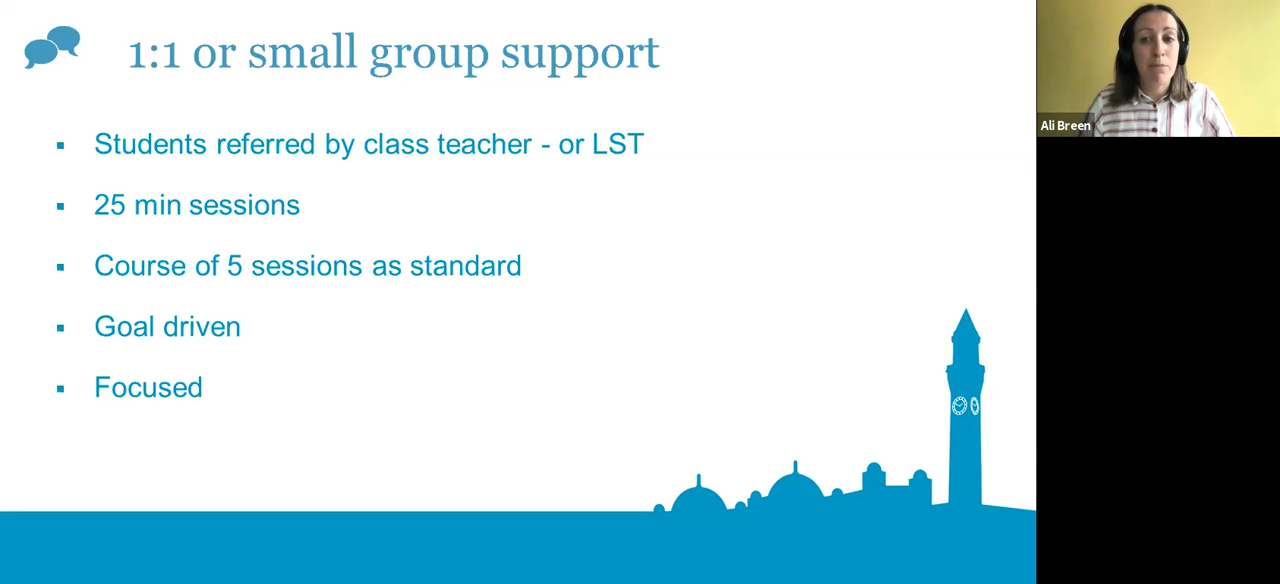 1:1 or small group support
Students referred by class teacher - or LST
25 min sessions
Course of 5 sessions as standard
Goal driven
Focused
Ali Breen